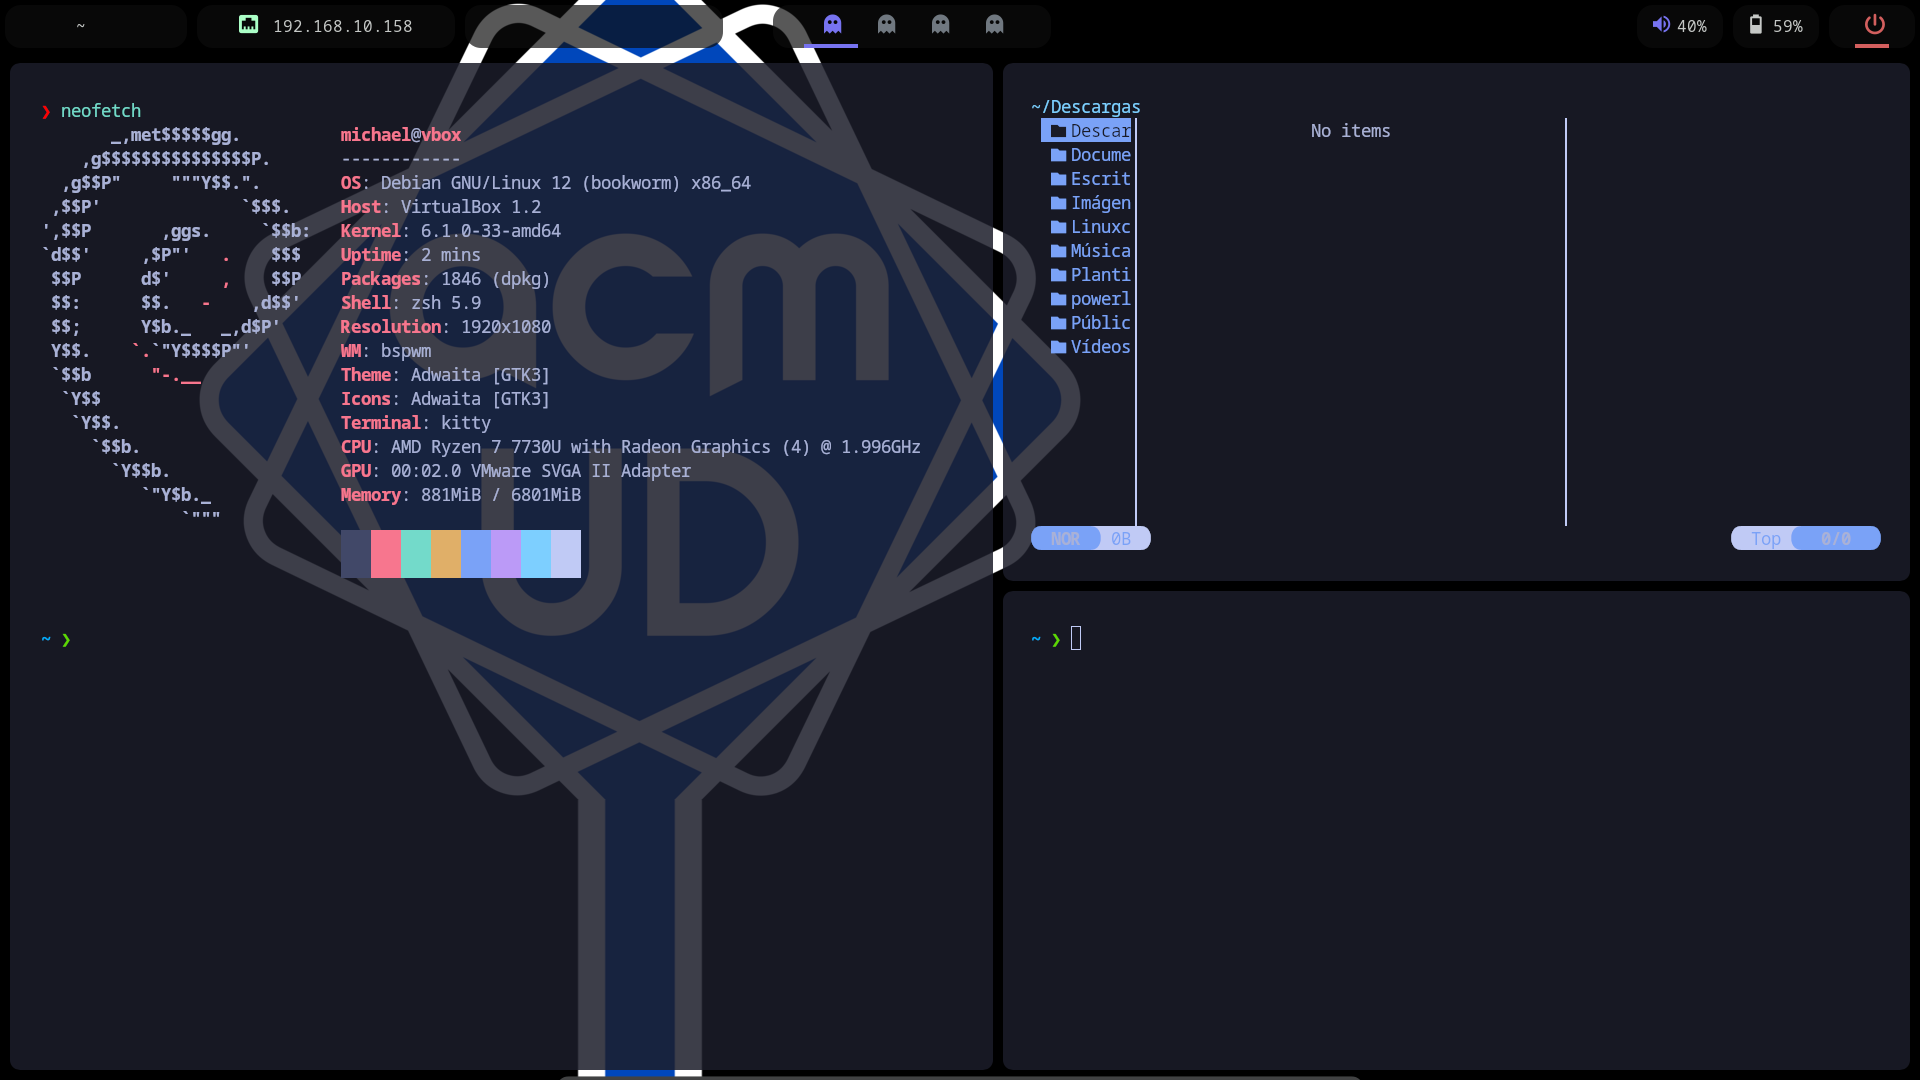 ~
192.168.10.158
40%
59%
❯ neofetch
_,met$$$$$gg.
,g$$$$$$$$$$$$$$$P.
,g$$P"     """Y$$.".
,$$P'              `$$$.
',$$P       ,ggs.     `$$b:
`d$$'     ,$P"'   .    $$$
$$P      d$'     ,    $$P
$$:      $$.   -    ,d$$'
$$;      Y$b._   _,d$P'
Y$$.    `.`"Y$$$$P"'
`$$b      "-.__
`Y$$
`Y$$.
`$$b.
`Y$$b.
`"Y$b._
`"""
michael@vbox
------------
OS: Debian GNU/Linux 12 (bookworm) x86_64
Host: VirtualBox 1.2
Kernel: 6.1.0-33-amd64
Uptime: 2 mins
Packages: 1846 (dpkg)
Shell: zsh 5.9
Resolution: 1920x1080
WM: bspwm
Theme: Adwaita [GTK3]
Icons: Adwaita [GTK3]
Terminal: kitty
CPU: AMD Ryzen 7 7730U with Radeon Graphics (4) @ 1.996GHz
GPU: 00:02.0 VMware SVGA II Adapter
Memory: 881MiB / 6801MiB
~ ❯
acm
UD
~/Descargas
Descar
Docume
Escrit
Imágen
Linuxc
Música
Planti
powerl
Públic
Vídeos
No items
NOR 0B
Top 0/0
~ ❯